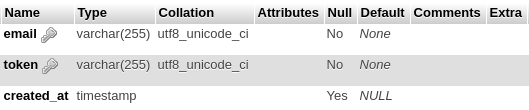 Name Type Collation Attributes Null Default Comments Extra
email varchar(255) utf8_unicode_ci No None
token varchar(255) utf8_unicode_ci No None
created_at timestamp Yes NULL